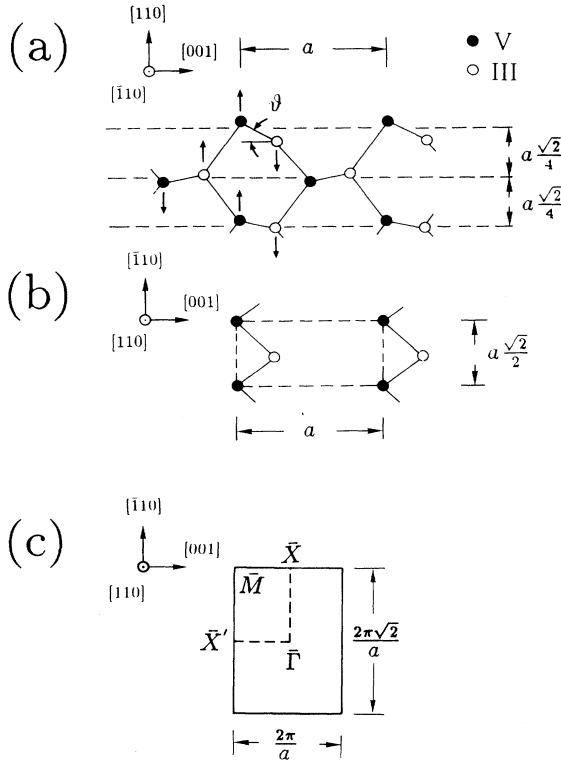 (a)
[110]
[001]
[1̄10]
a
● V
○ III
ϑ
a √2/4
a √2/4
(b)
[1̄10]
[001]
[110]
a √2/2
a
(c)
[1̄10]
[001]
[110]
X̄
M̄
X̄′
Γ̄
2π√2/a
2π/a